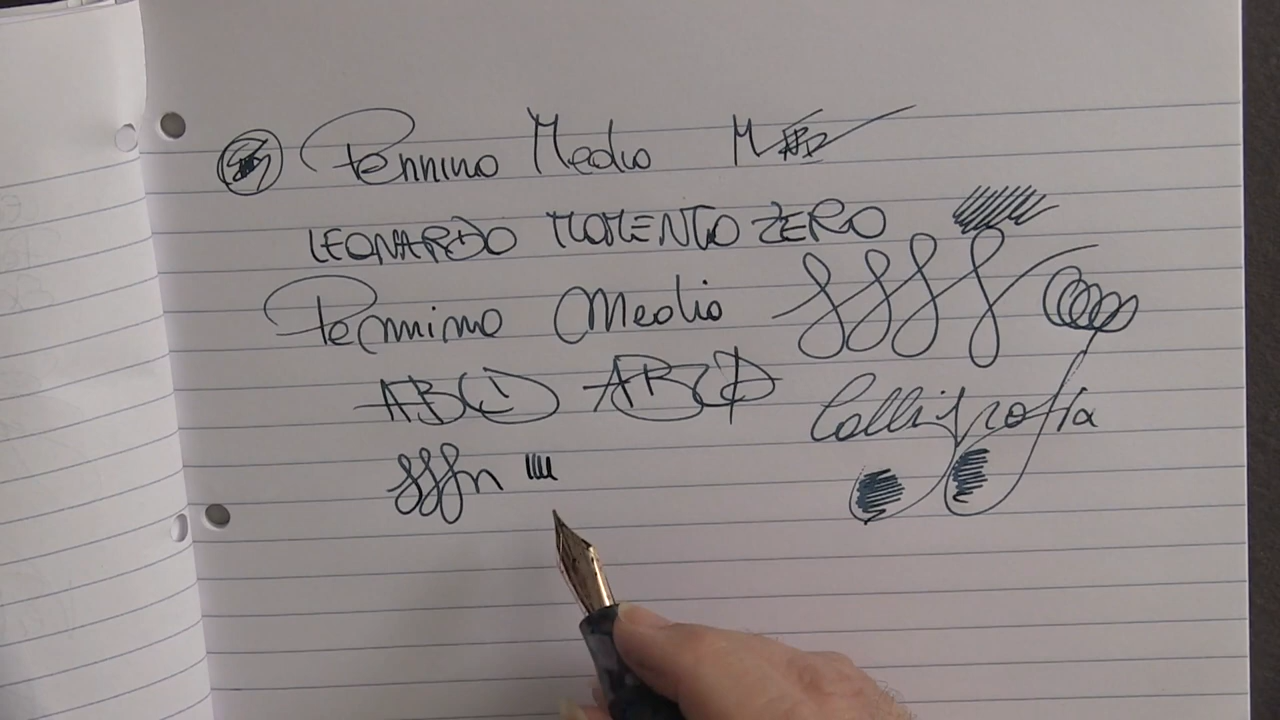 Pennino Medio M
LEONARDO MOMENTO ZERO
Pennino Medio
ABCD ABCD
Calligrafia